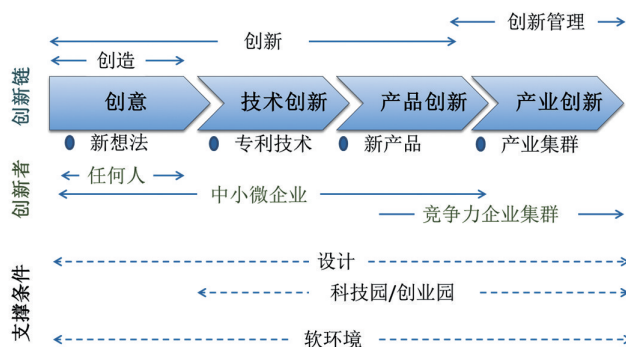 创新管理
创新
创造
创新链
创意
技术创新
产品创新
产业创新
新想法
专利技术
新产品
产业集群
创新者
任何人
中小微企业
竞争力企业集群
支撑条件
设计
科技园/创业园
软环境